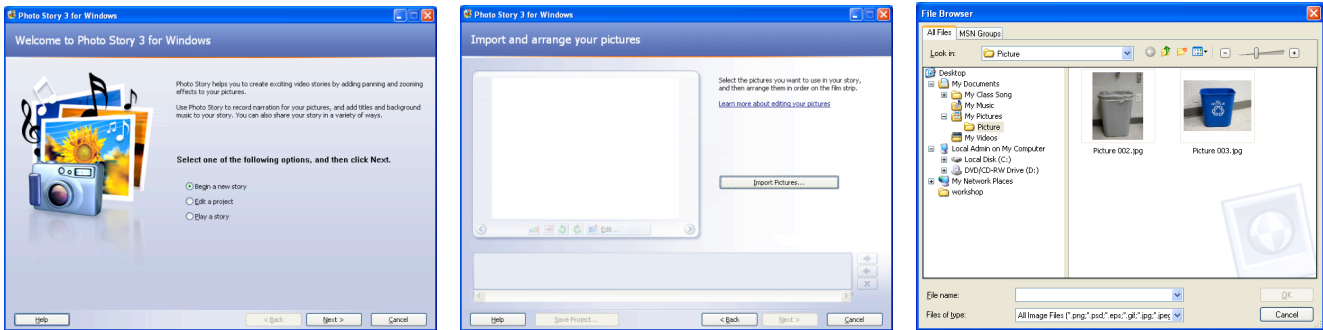 Photo Story 3 for Windows
Welcome to Photo Story 3 for Windows
Photo Story helps you to create exciting video stories by adding panning and zooming
effects to your pictures.
Use Photo Story to record narration for your pictures, and add titles and background
music to your story. You can also share your story in a variety of ways.
Select one of the following options, and then click Next.
Begin a new story
Edit a project
Play a story
Help
< Back
Next >
Cancel
Photo Story 3 for Windows
Import and arrange your pictures
Select the pictures you want to use in your story,
and then arrange them in order on the film strip.
Learn more about editing your pictures
Import Pictures...
Edit...
Help
Save Project...
< Back
Next >
Cancel
File Browser
All Files
MSN Groups
Look in:
Picture
Desktop
My Documents
My Class Song
My Music
My Pictures
Picture
My Videos
Local Admin on My Computer
Local Disk (C:)
DVD/CD-RW Drive (D:)
My Network Places
workshop
Picture 002.jpg
Picture 003.jpg
File name:
OK
Files of type:
All Image Files (*.png;*.psd;*.eps;*.gif;*.jpg;*.jpeg
Cancel